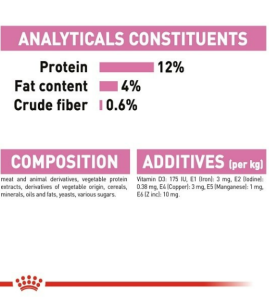 ANALYTICALS CONSTITUENTS
Protein 12%
Fat content 4%
Crude fiber 0.6%
COMPOSITION
meat and animal derivatives, vegetable protein
extracts, derivatives of vegetable origin, cereals,
minerals, oils and fats, yeasts, various sugars.
ADDITIVES (per kg)
Vitamin D3: 175 IU, E1 (Iron): 3 mg, E2 (Iodine):
0.38 mg, E4 (Copper): 3 mg, E5 (Manganese): 1 mg,
E6 (Z inc): 10 mg.